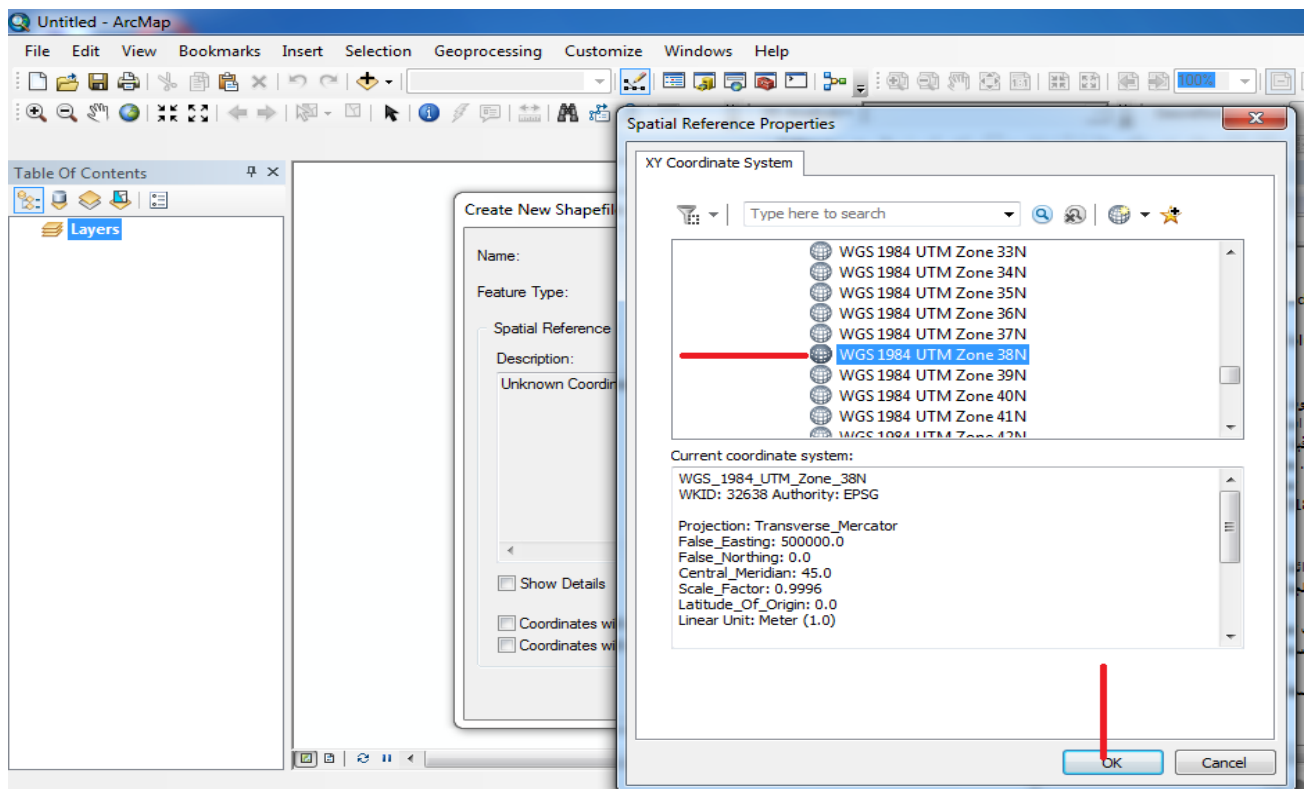 Untitled - ArcMap
File Edit View Bookmarks Insert Selection Geoprocessing Customize Windows Help
100%
Spatial Reference Properties
XY Coordinate System
Table Of Contents
Layers
Type here to search
Create New Shapefil
Name:
Feature Type:
Spatial Reference
Description:
Unknown Coordin
Show Details
Coordinates wi
Coordinates wi
WGS 1984 UTM Zone 33N
WGS 1984 UTM Zone 34N
WGS 1984 UTM Zone 35N
WGS 1984 UTM Zone 36N
WGS 1984 UTM Zone 37N
WGS 1984 UTM Zone 38N
WGS 1984 UTM Zone 39N
WGS 1984 UTM Zone 40N
WGS 1984 UTM Zone 41N
WGS 1984 UTM Zone 42N
Current coordinate system:
WGS_1984_UTM_Zone_38N
WKID: 32638 Authority: EPSG
Projection: Transverse_Mercator
False_Easting: 500000.0
False_Northing: 0.0
Central_Meridian: 45.0
Scale_Factor: 0.9996
Latitude_Of_Origin: 0.0
Linear Unit: Meter (1.0)
OK Cancel